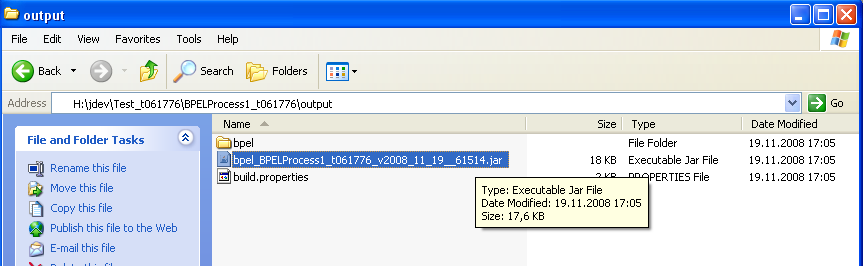 output
File Edit View Favorites Tools Help
Back Search Folders
Address H:\jdev\Test_t061776\BPELProcess1_t061776\output Go
File and Folder Tasks
Rename this file
Move this file
Copy this file
Publish this file to the Web
E-mail this file
Delete this file
Name Size Type Date Modified
bpel File Folder 19.11.2008 17:05
bpel_BPELProcess1_t061776_v2008_11_19__61514.jar 18 KB Executable Jar File 19.11.2008 17:05
build.properties 2 KB PROPERTIES File 19.11.2008 17:05
Type: Executable Jar File
Date Modified: 19.11.2008 17:05
Size: 17,6 KB